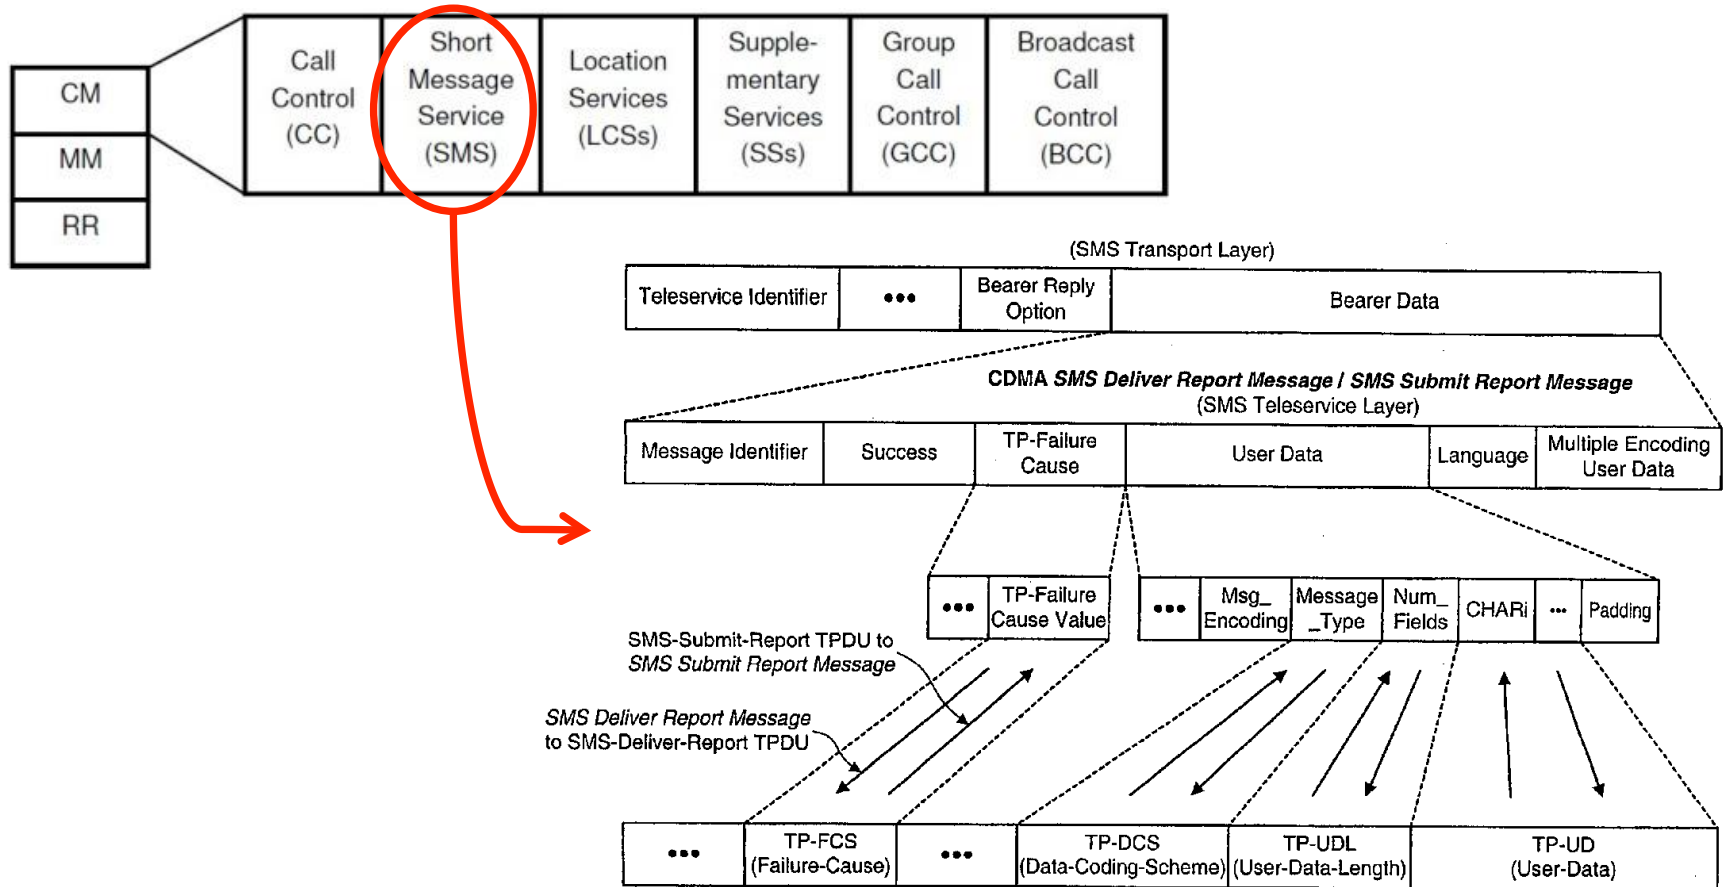 CM
MM
RR
Call
Control
(CC)
Short
Message
Service
(SMS)
Location
Services
(LCSs)
Supple-
mentary
Services
(SSs)
Group
Call
Control
(GCC)
Broadcast
Call
Control
(BCC)
(SMS Transport Layer)
Teleservice Identifier
•••
Bearer Reply
Option
Bearer Data
CDMA SMS Deliver Report Message / SMS Submit Report Message
(SMS Teleservice Layer)
Message Identifier
Success
TP-Failure
Cause
User Data
Language
Multiple Encoding
User Data
•••
TP-Failure
Cause Value
•••
Msg_
Encoding
Message
_Type
Num_
Fields
CHARi
•••
Padding
SMS-Submit-Report TPDU to
SMS Submit Report Message
SMS Deliver Report Message
to SMS-Deliver-Report TPDU
•••
TP-FCS
(Failure-Cause)
•••
TP-DCS
(Data-Coding-Scheme)
TP-UDL
(User-Data-Length)
TP-UD
(User-Data)